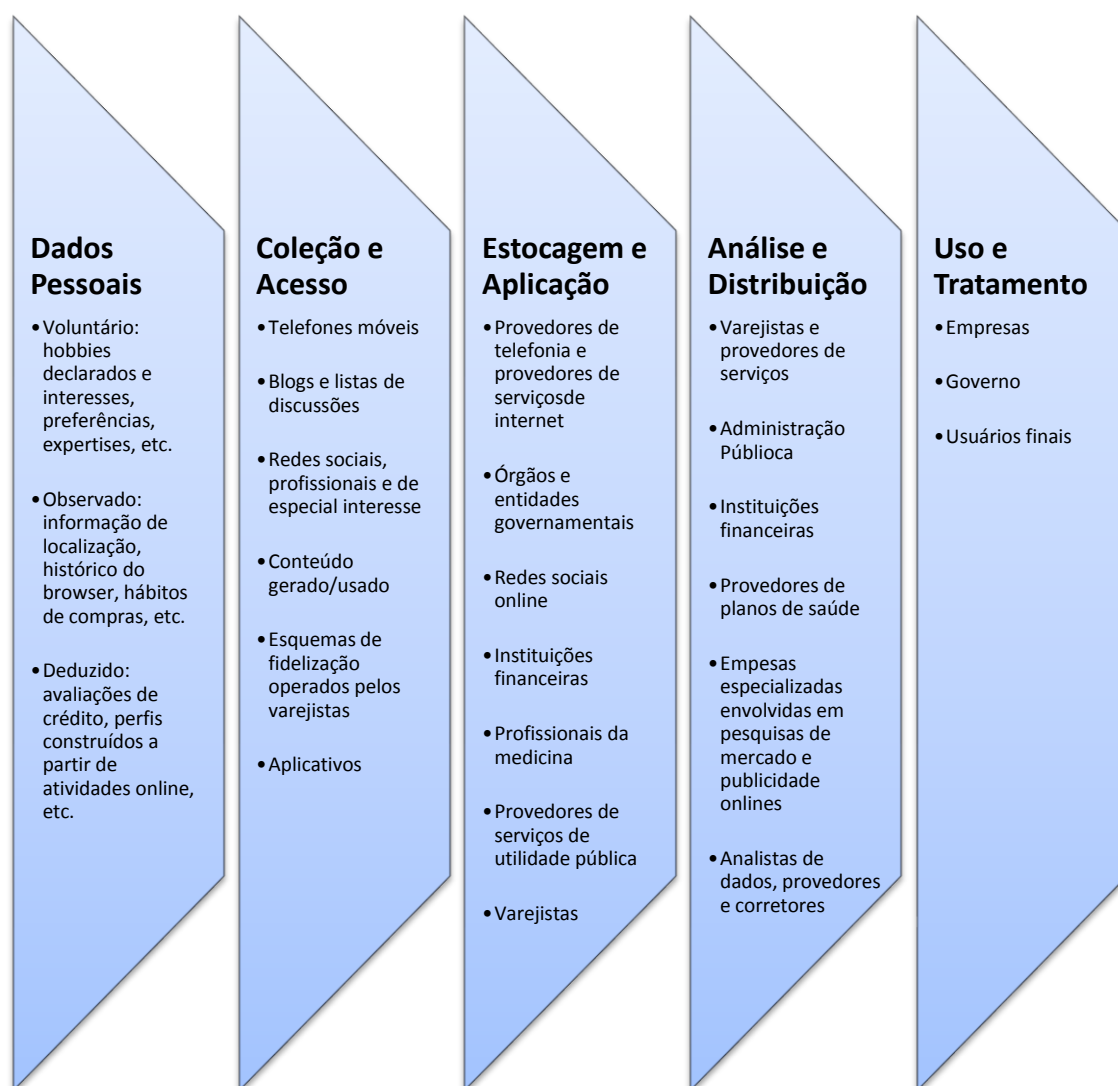 Dados
Pessoais
•Voluntário:
hobbies
declarados e
interesses,
preferências,
expertises, etc.
•Observado:
informação de
localização,
histórico do
browser, hábitos
de compras, etc.
•Deduzido:
avaliações de
crédito, perfis
construídos a
partir de
atividades online,
etc.
Coleção e
Acesso
•Telefones móveis
•Blogs e listas de
discussões
•Redes sociais,
profissionais e de
especial interesse
•Conteúdo
gerado/usado
•Esquemas de
fidelização
operados pelos
varejistas
•Aplicativos
Estocagem e
Aplicação
•Provedores de
telefonia e
provedores de
serviçosde
internet
•Órgãos e
entidades
governamentais
•Redes sociais
online
•Instituições
financeiras
•Profissionais da
medicina
•Provedores de
serviços de
utilidade pública
•Varejistas
Análise e
Distribuição
•Varejistas e
provedores de
serviços
•Administração
Públioca
•Instituições
financeiras
•Provedores de
planos de saúde
•Empesas
especializadas
envolvidas em
pesquisas de
mercado e
publicidade
onlines
•Analistas de
dados, provedores
e corretores
Uso e
Tratamento
•Empresas
•Governo
•Usuários finais